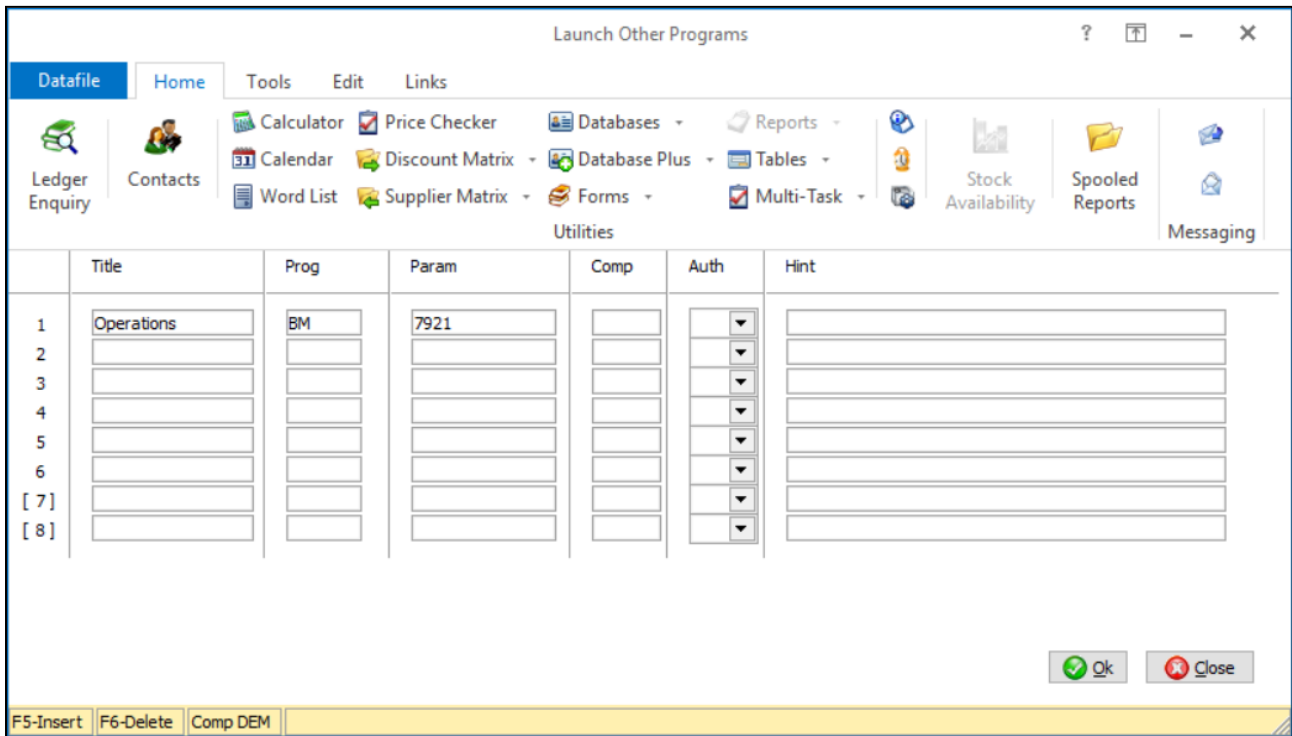 Launch Other Programs ?
Datafile Home Tools Edit Links
Calculator Price Checker Databases Reports
Calendar Discount Matrix Database Plus Tables
Word List Supplier Matrix Forms Multi-Task
Ledger Enquiry
Contacts
Stock Availability
Spooled Reports
Utilities
Messaging
Title Prog Param Comp Auth Hint
1 Operations BM 7921
2
3
4
5
6
[ 7]
[ 8]
Ok Close
F5-Insert F6-Delete Comp DEM